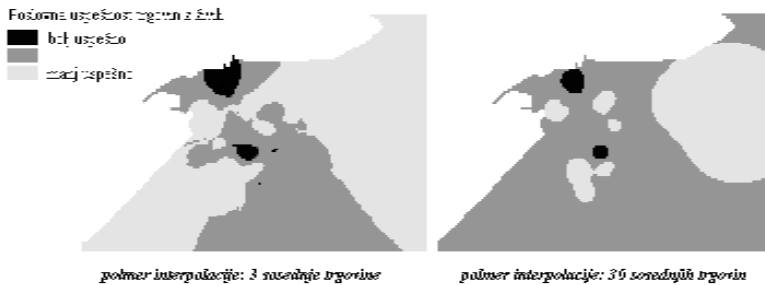 Poslovna uspešnost trgovin z živili
bolj uspešno
manj uspešno
polmer interpolacije: 3 sosednje trgovine
polmer interpolacije: 30 sosednjih trgovin